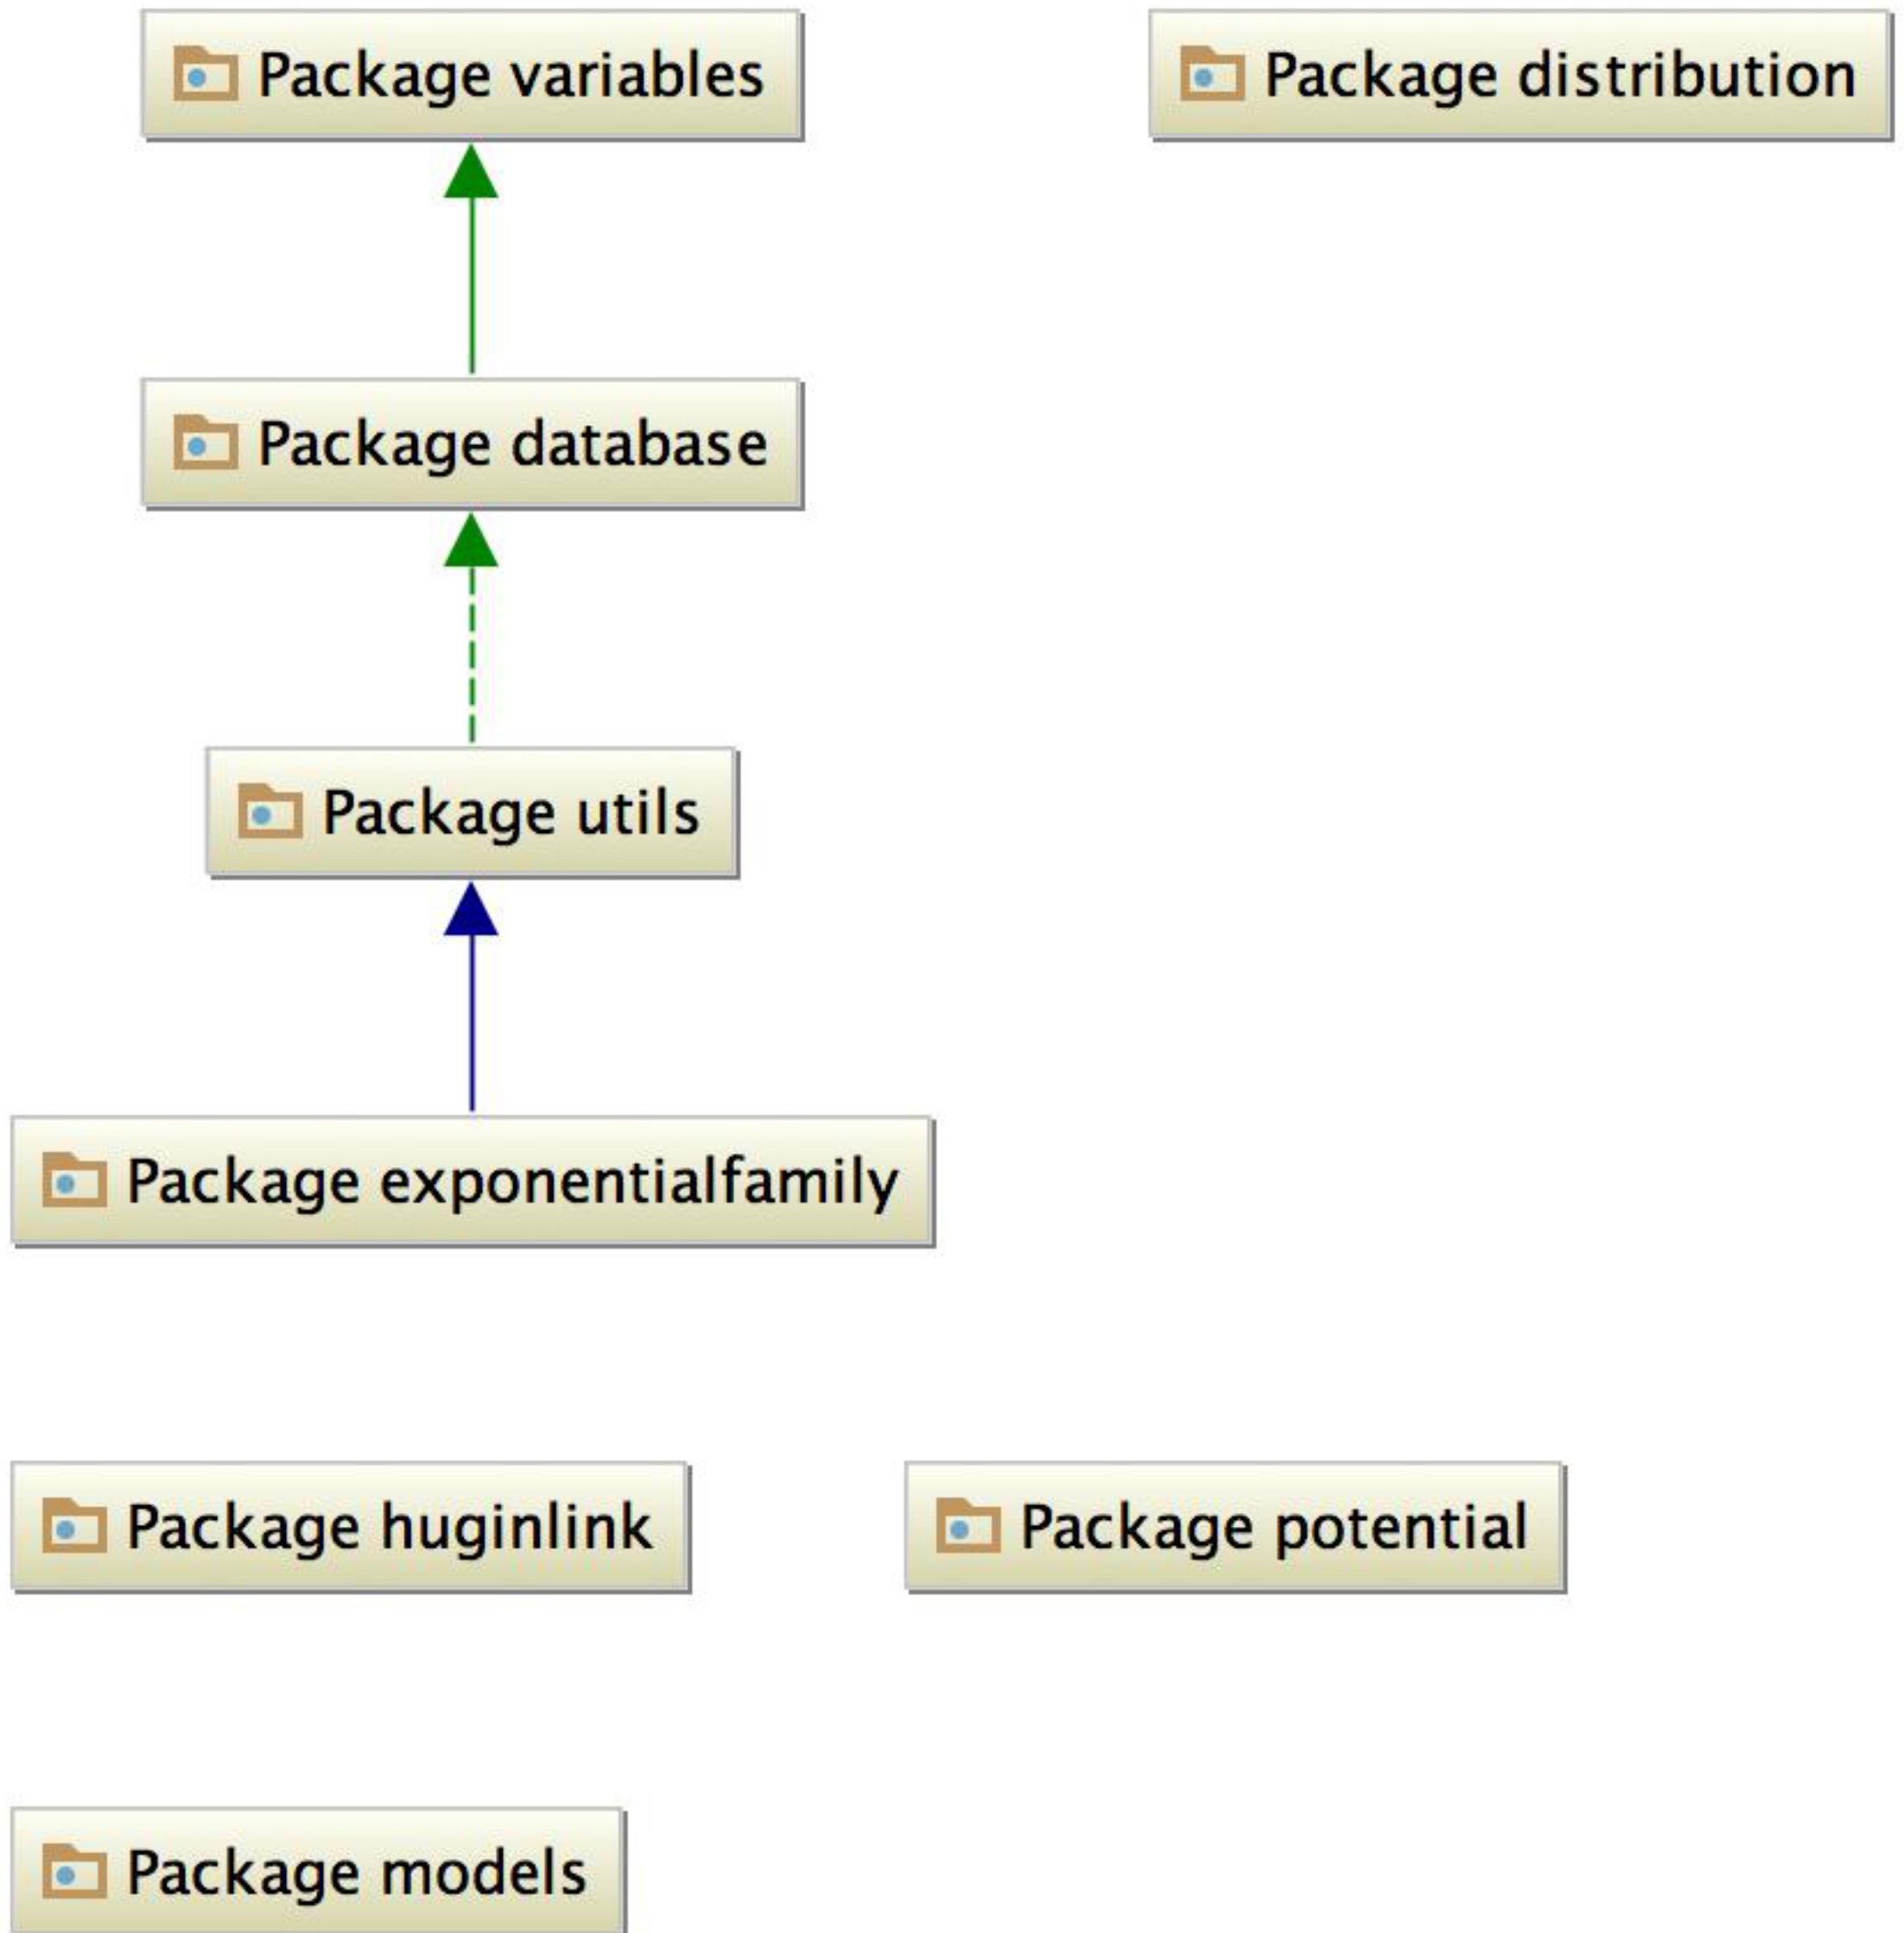 Package variables
Package distribution
Package database
Package utils
Package exponentialfamily
Package huginlink
Package potential
Package models